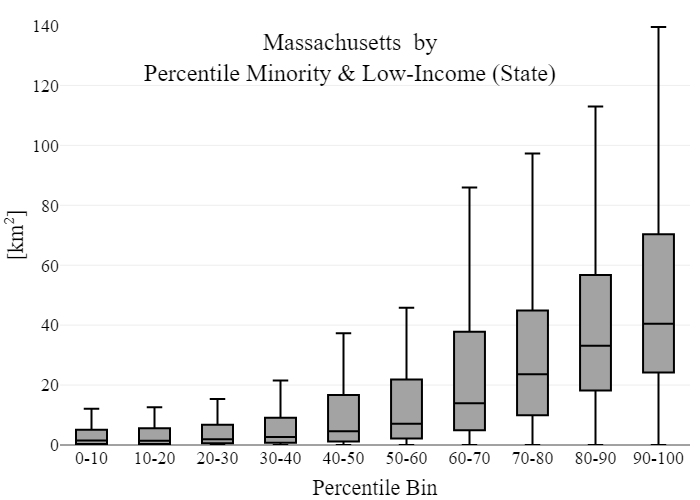 Massachusetts by
Percentile Minority & Low-Income (State)
[km²]
140
120
100
80
60
40
20
0
0-10 10-20 20-30 30-40 40-50 50-60 60-70 70-80 80-90 90-100
Percentile Bin